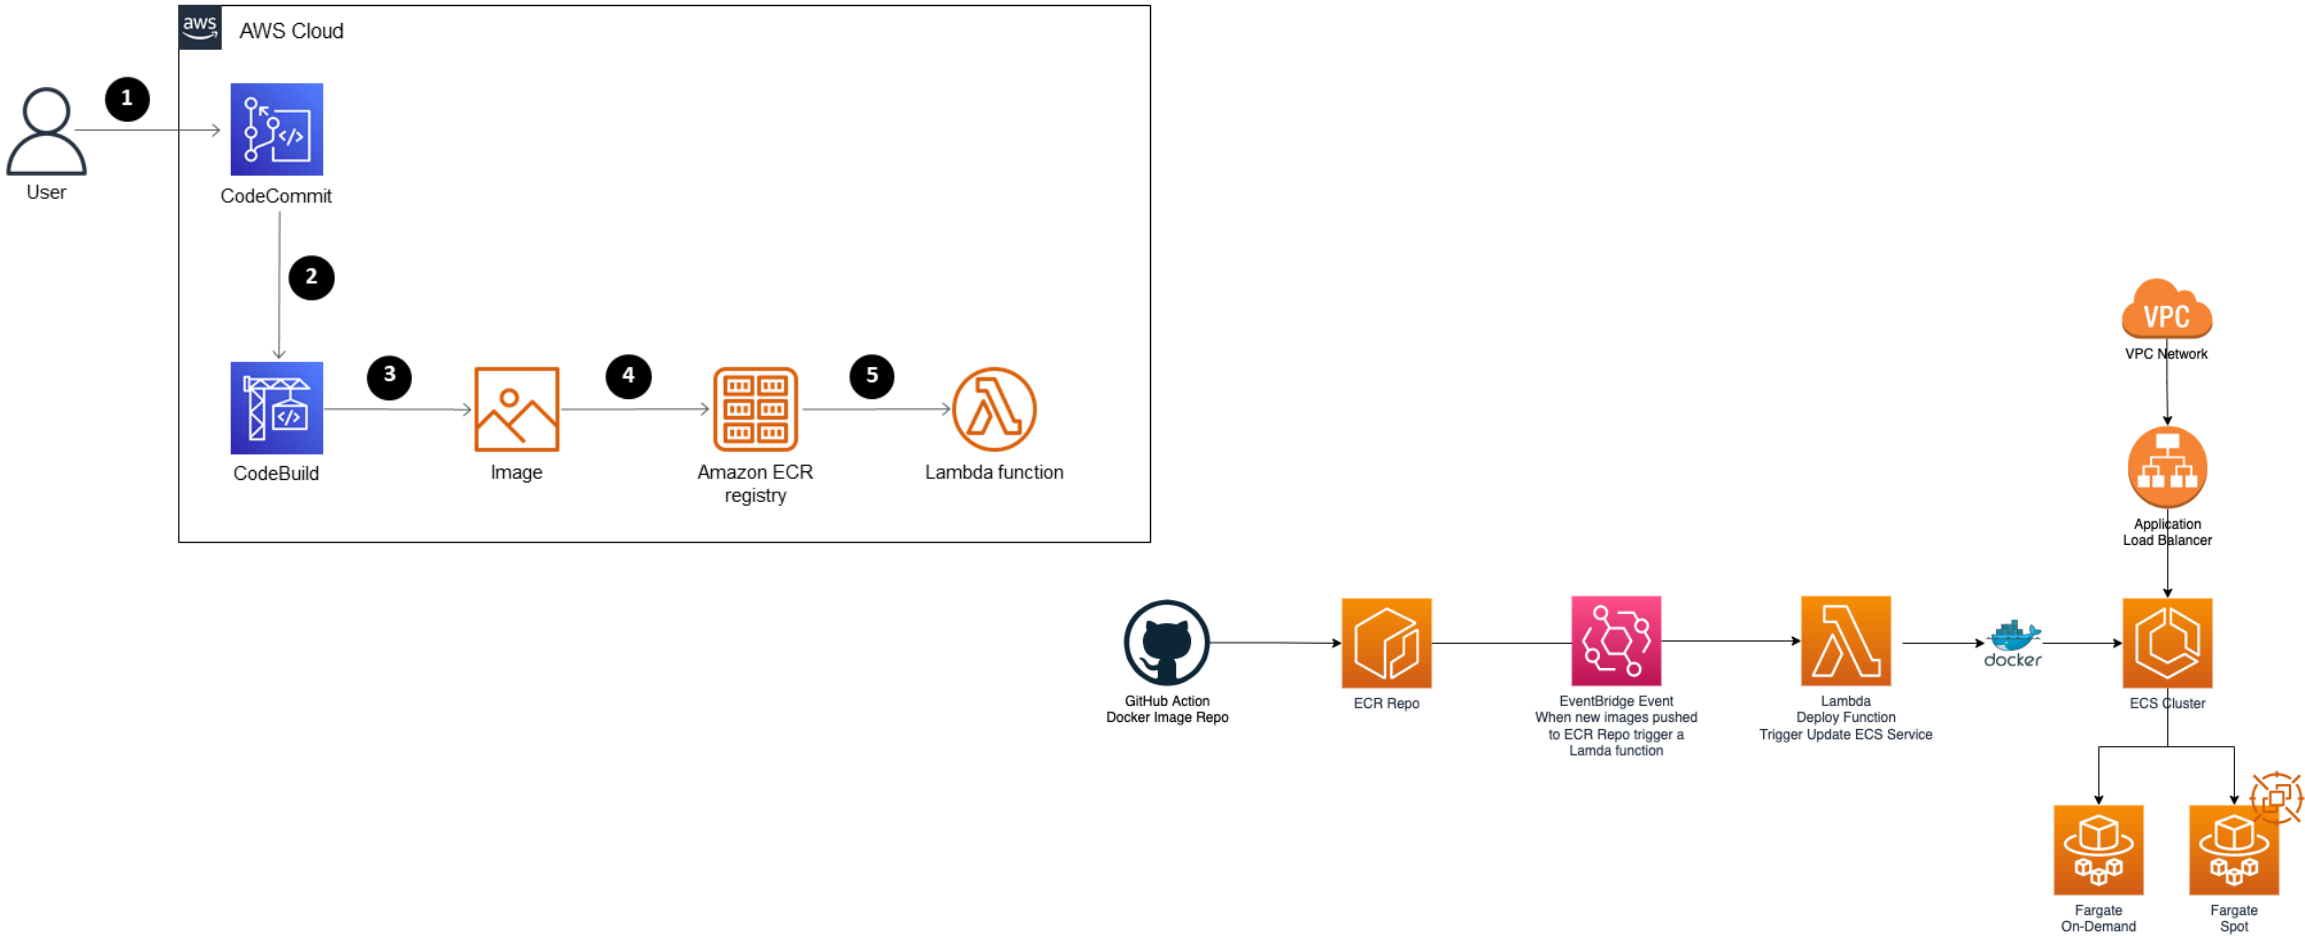 aws
AWS Cloud
1
User
CodeCommit
2
3
4
5
CodeBuild
Image
Amazon ECR
registry
Lambda function
VPC
VPC Network
Application
Load Balancer
GitHub Action
Docker Image Repo
ECR Repo
EventBridge Event
When new images pushed
to ECR Repo trigger a
Lamda function
Lambda
Deploy Function
Trigger Update ECS Service
docker
ECS Cluster
Fargate
On-Demand
Fargate
Spot